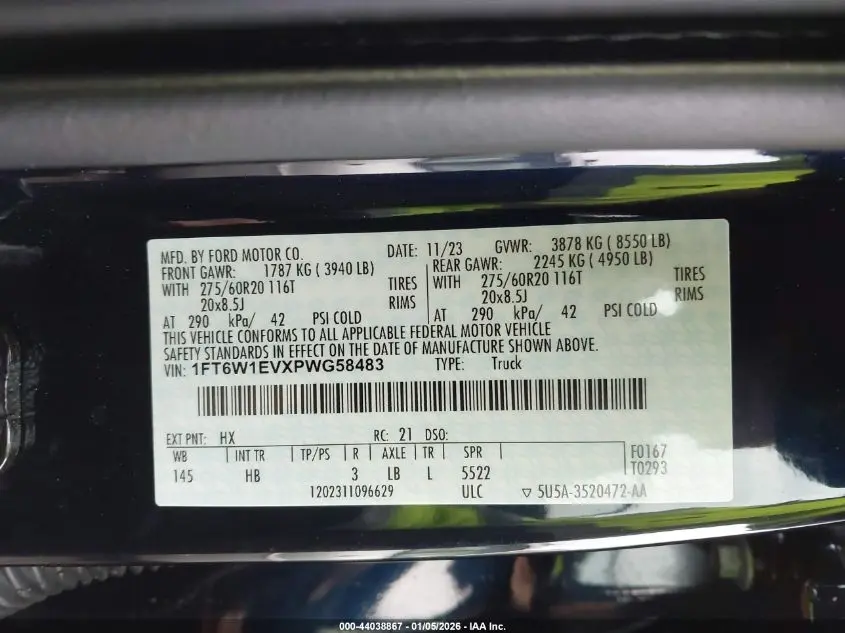 MFD. BY FORD MOTOR CO. DATE: 11/23 GVWR: 3878 KG ( 8550 LB)
FRONT GAWR: 1787 KG ( 3940 LB) REAR GAWR: 2245 KG ( 4950 LB)
WITH 275/60R20 116T TIRES WITH 275/60R20 116T TIRES
20x8.5J RIMS 20x8.5J RIMS
AT 290 kPa/ 42 PSI COLD AT 290 kPa/ 42 PSI COLD
THIS VEHICLE CONFORMS TO ALL APPLICABLE FEDERAL MOTOR VEHICLE
SAFETY STANDARDS IN EFFECT ON THE DATE OF MANUFACTURE SHOWN ABOVE.
VIN: 1FT6W1EVXPWG58483 TYPE: Truck
EXT PNT: HX RC: 21 DSO:
WB INT TR TP/PS R AXLE TR SPR F0167
145 HB 3 LB L 5522 T0293
1202311096629 ULC ▽ 5U5A-3520472-AA
000-44038867 - 01/05/2026 - IAA Inc.